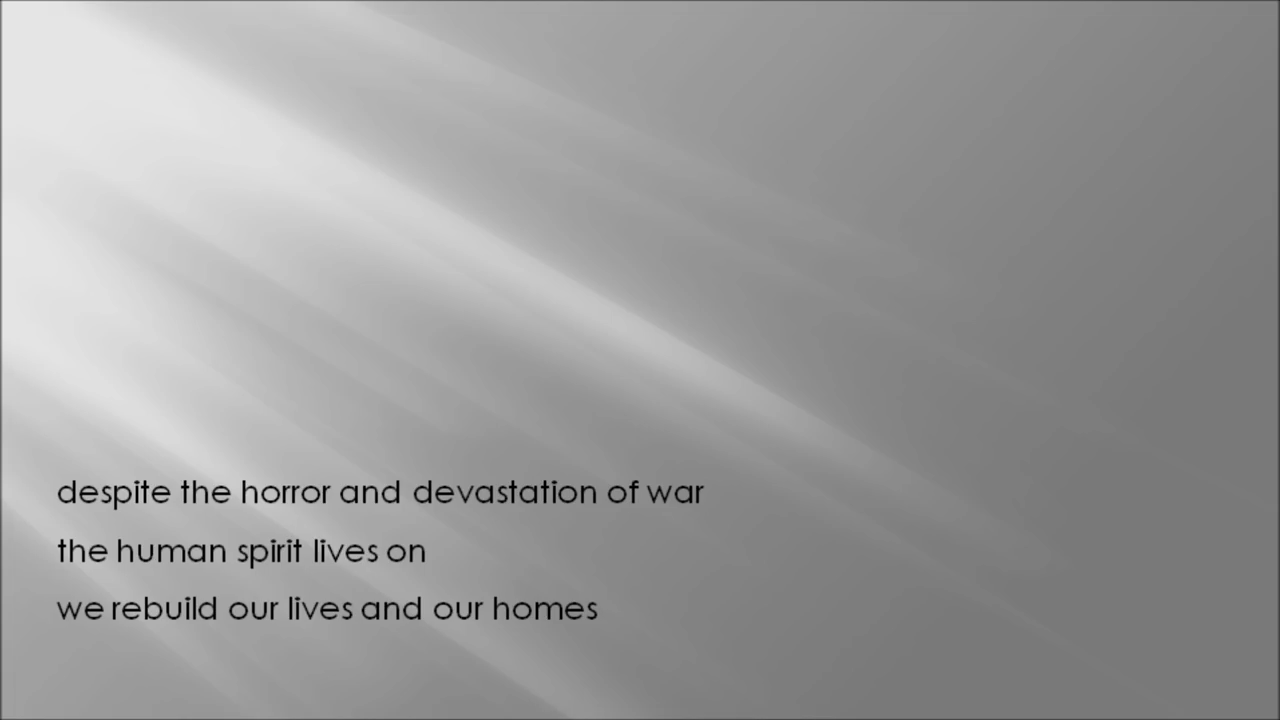 despite the horror and devastation of war
the human spirit lives on
we rebuild our lives and our homes